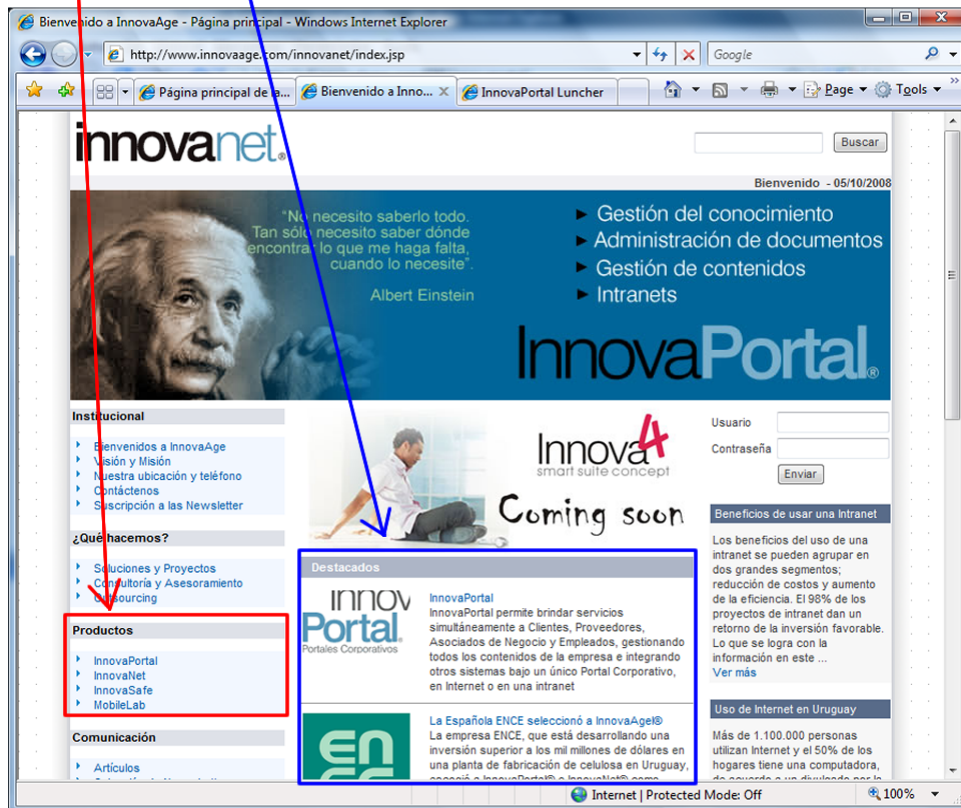 Bienvenido a InnovaAge - Página principal - Windows Internet Explorer
http://www.innovaage.com/innovanet/index.jsp
Google
Página principal de la...
Bienvenido a Inno...
InnovaPortal Luncher
Page
Tools
innovanet®
Buscar
Bienvenido - 05/10/2008
"No necesito saberlo todo.
Tan sólo necesito saber dónde
encontrar lo que me haga falta,
cuando lo necesite".
Albert Einstein
Gestión del conocimiento
Administración de documentos
Gestión de contenidos
Intranets
InnovaPortal®
Institucional
Bienvenidos a InnovaAge
Visión y Misión
Nuestra ubicación y teléfono
Contáctenos
Suscripción a las Newsletter
¿Qué hacemos?
Soluciones y Proyectos
Consultoría y Asesoramiento
Outsourcing
Productos
InnovaPortal
InnovaNet
InnovaSafe
MobileLab
Comunicación
Artículos
Innova4
smart suite concept
Coming soon
Destacados
innov
Portal
Portales Corporativos
InnovaPortal
InnovaPortal permite brindar servicios
simultáneamente a Clientes, Proveedores,
Asociados de Negocio y Empleados, gestionando
todos los contenidos de la empresa e integrando
otros sistemas bajo un único Portal Corporativo,
en Internet o en una intranet
en
La Española ENCE seleccionó a InnovaAgel®
La empresa ENCE, que está desarrollando una
inversión superior a los mil millones de dólares en
una planta de fabricación de celulosa en Uruguay,
Usuario
Contraseña
Enviar
Beneficios de usar una Intranet
Los beneficios del uso de una
intranet se pueden agrupar en
dos grandes segmentos;
reducción de costos y aumento
de la eficiencia. El 98% de los
proyectos de intranet dan un
retorno de la inversión favorable.
Lo que se logra con la
información en este ...
Ver más
Uso de Internet en Uruguay
Más de 1.100.000 personas
utilizan Internet y el 50% de los
hogares tiene una computadora,
Internet | Protected Mode: Off
100%